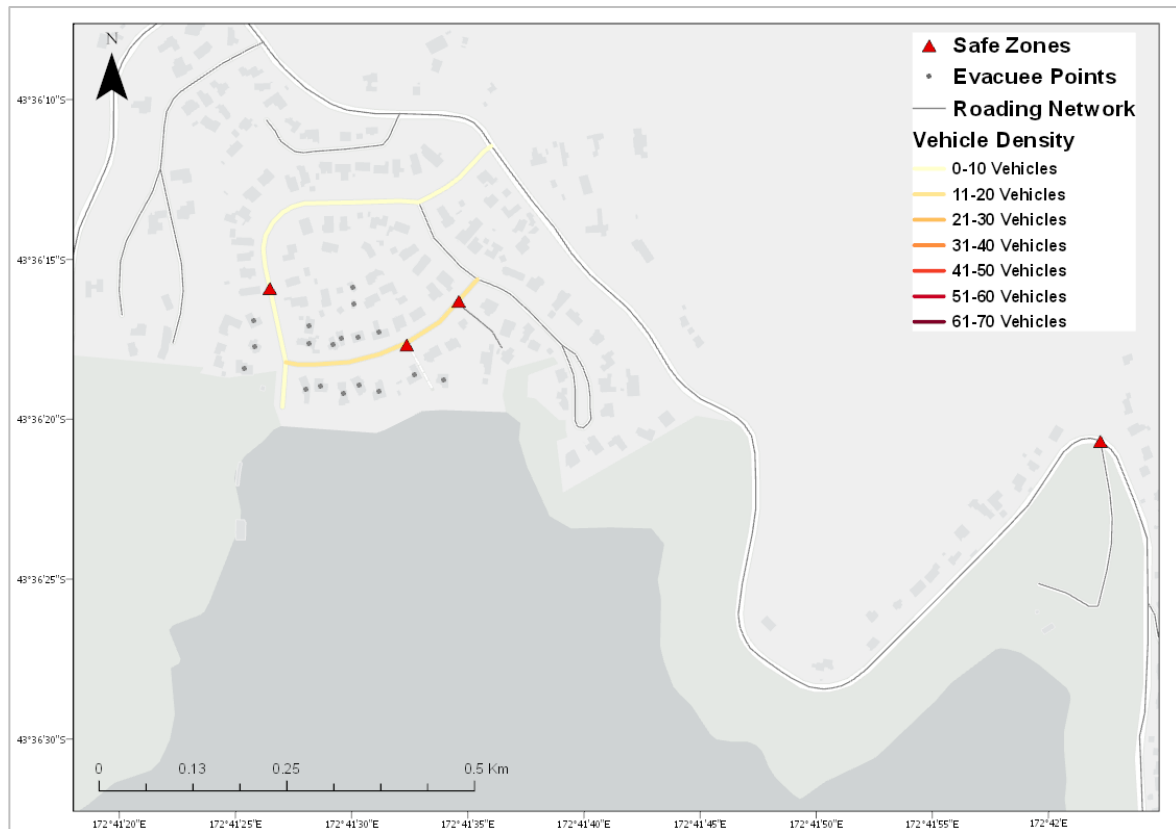 N
Safe Zones
Evacuee Points
Roading Network
Vehicle Density
0-10 Vehicles
11-20 Vehicles
21-30 Vehicles
31-40 Vehicles
41-50 Vehicles
51-60 Vehicles
61-70 Vehicles
43°36'10"S
43°36'15"S
43°36'20"S
43°36'25"S
43°36'30"S
0 0.13 0.25 0.5 Km
172°41'20"E 172°41'25"E 172°41'30"E 172°41'35"E 172°41'40"E 172°41'45"E 172°41'50"E 172°41'55"E 172°42'E